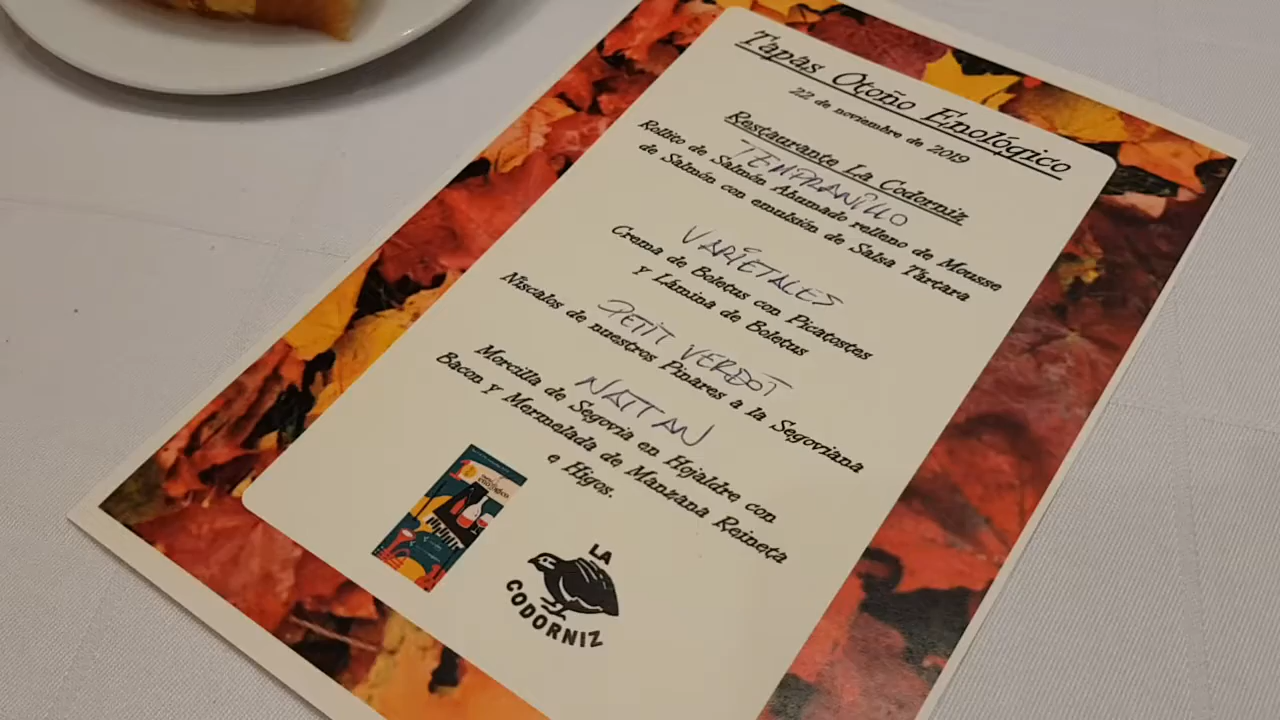 Tapas Otoño Enológico
22 de noviembre de 2019
Restaurante La Codorniz
TEMPRANILLO
Rollito de Salmón Ahumado relleno de Mousse
de Salmón con emulsión de Salsa Tártara
VARIETALES
Crema de Boletus con Picatostes
y Lámina de Boletus
PETIT VERDOT
Níscalos de nuestros Pinares a la Segoviana
NATTAN
Morcilla de Segovia en Hojaldre con
Bacon y Mermelada de Manzana Reineta
e Higos.
enológico
LA
CODORNIZ